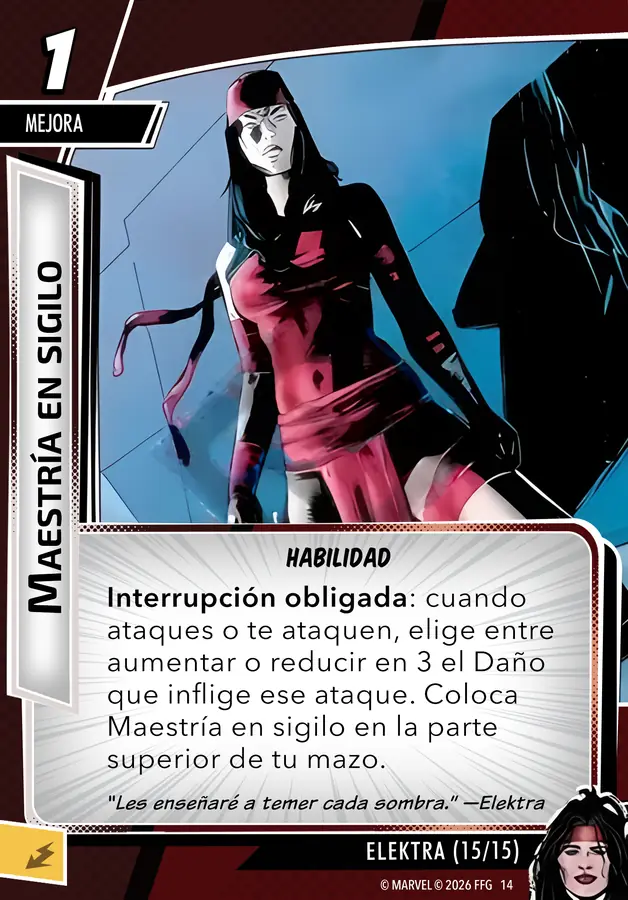 1
MEJORA
MAESTRÍA EN SIGILO
HABILIDAD
Interrupción obligada: cuando
ataques o te ataquen, elige entre
aumentar o reducir en 3 el Daño
que inflige ese ataque. Coloca
Maestría en sigilo en la parte
superior de tu mazo.
"Les enseñaré a temer cada sombra." —Elektra
ELEKTRA (15/15)
© MARVEL © 2026 FFG 14